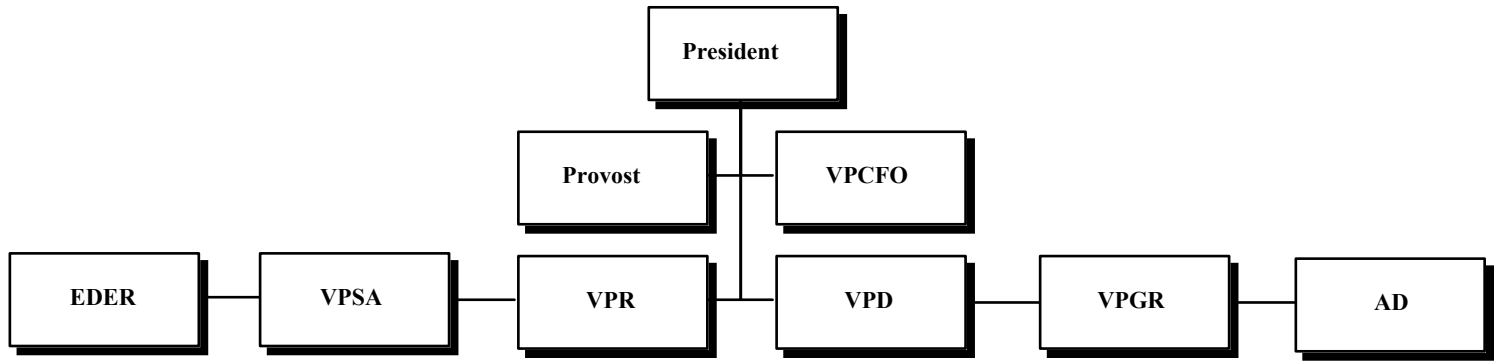 President
Provost
VPCFO
EDER
VPSA
VPR
VPD
VPGR
AD